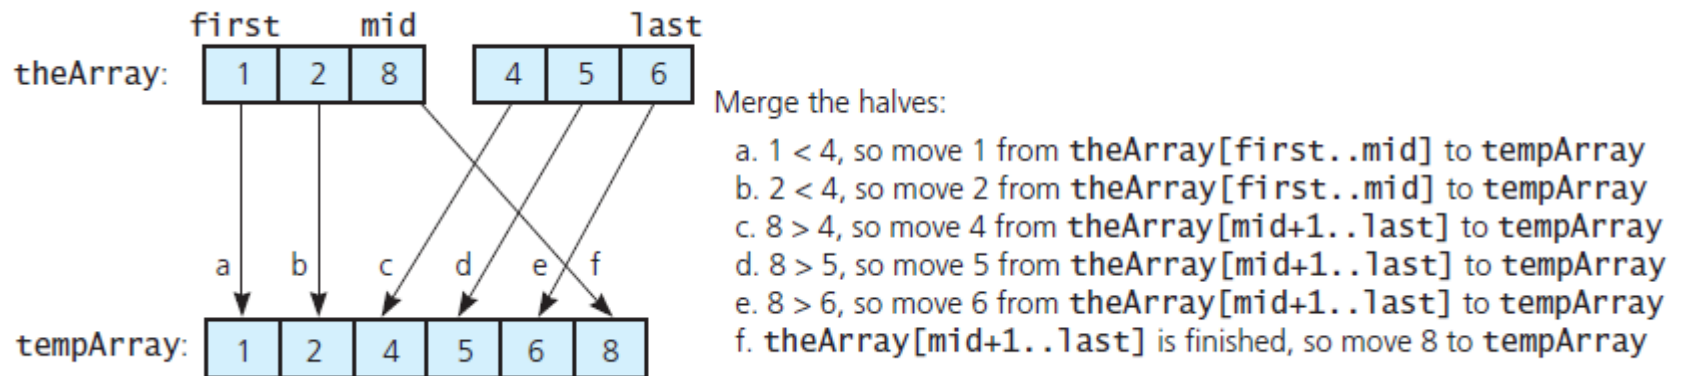 first mid last
theArray: 1 2 8 4 5 6
Merge the halves:
a. 1 < 4, so move 1 from theArray[first..mid] to tempArray
b. 2 < 4, so move 2 from theArray[first..mid] to tempArray
c. 8 > 4, so move 4 from theArray[mid+1..last] to tempArray
d. 8 > 5, so move 5 from theArray[mid+1..last] to tempArray
e. 8 > 6, so move 6 from theArray[mid+1..last] to tempArray
f. theArray[mid+1..last] is finished, so move 8 to tempArray
a b c d e f
tempArray: 1 2 4 5 6 8